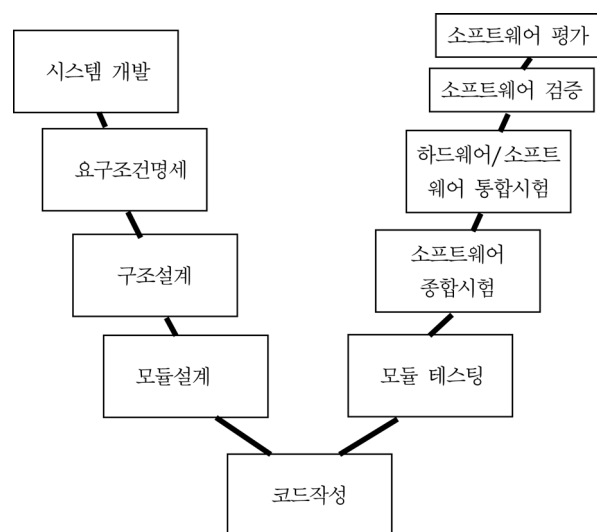 시스템 개발
요구조건명세
구조설계
모듈설계
코드작성
모듈 테스팅
소프트웨어
종합시험
하드웨어/소프트
웨어 통합시험
소프트웨어 검증
소프트웨어 평가